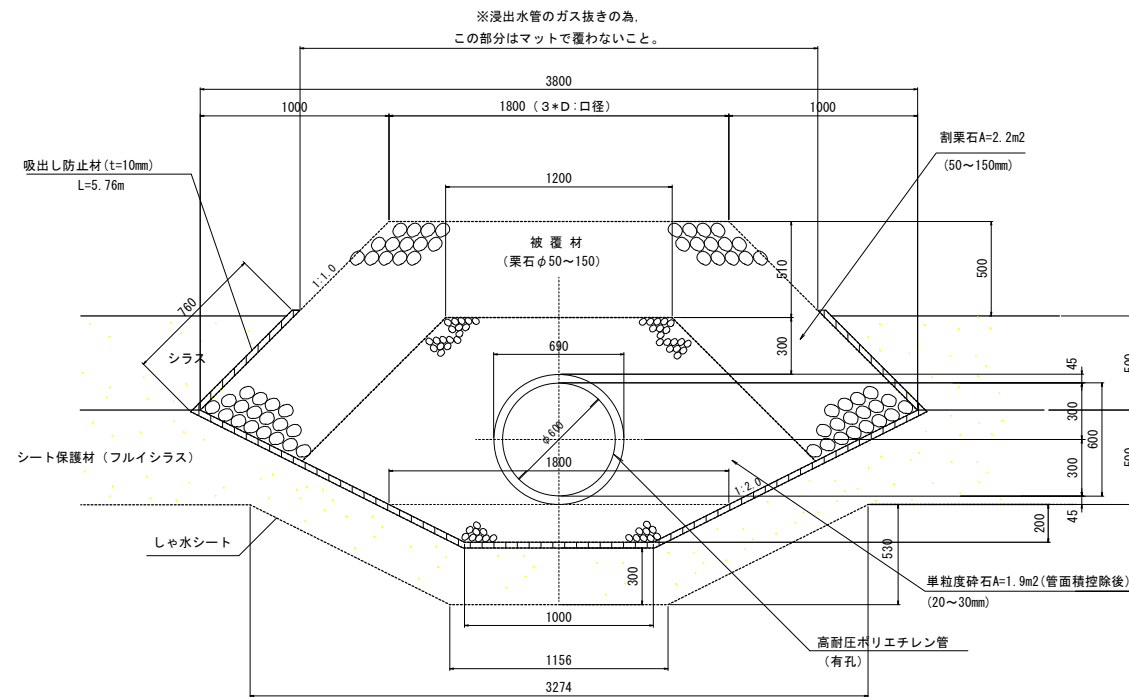 ※浸出水管のガス抜きの為,
この部分はマットで覆わないこと。
3800
1000
1800 (3*D:口径)
1000
割栗石A=2.2m2
(50～150mm)
吸出し防止材(t=10mm)
L=5.76m
1200
被 覆 材
(栗石φ50～150)
510
500
1:1.0
760
シラス
690
300
45
500
φ600
300
600
シート保護材 (フルイシラス)
1800
1:2.0
300
500
45
200
しゃ水シート
530
300
単粒度砕石A=1.9m2(管面積控除後)
(20～30mm)
1000
高耐圧ポリエチレン管
(有孔)
1156
3274